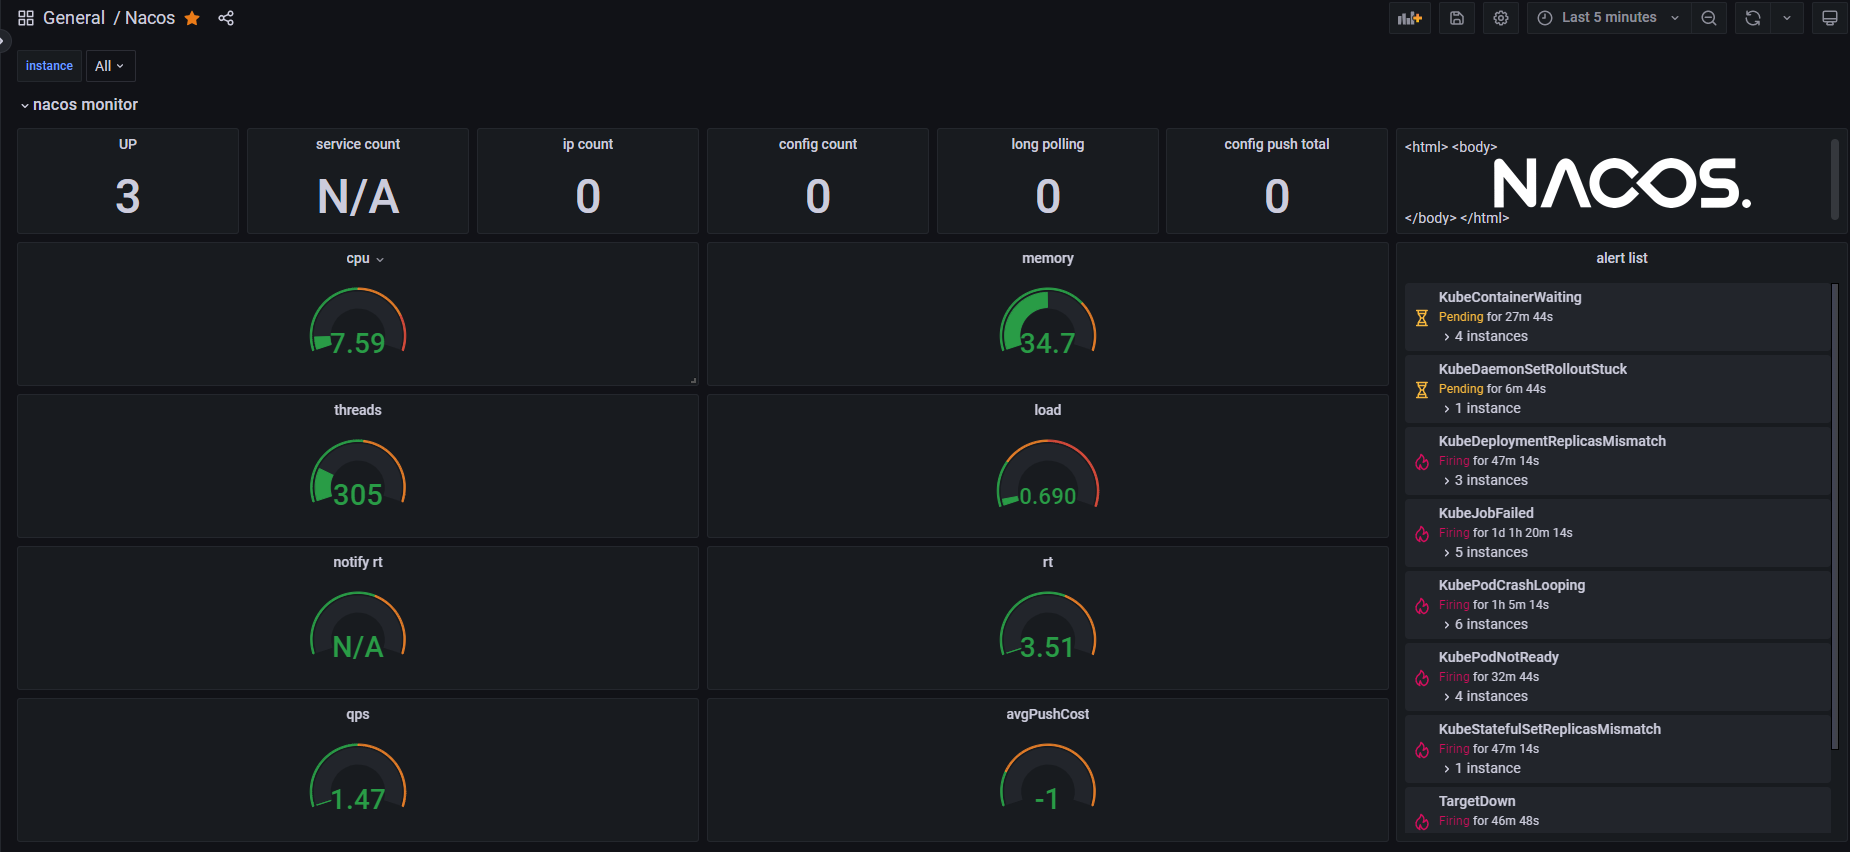 General / Nacos
Last 5 minutes
instance All
nacos monitor
UP
3
service count
N/A
ip count
0
config count
0
long polling
0
config push total
0
<html> <body>
NACOS.
</body> </html>
cpu
7.59
memory
34.7
threads
305
load
0.690
notify rt
N/A
rt
3.51
qps
1.47
avgPushCost
-1
alert list
KubeContainerWaiting
Pending for 27m 44s
4 instances
KubeDaemonSetRolloutStuck
Pending for 6m 44s
1 instance
KubeDeploymentReplicasMismatch
Firing for 47m 14s
3 instances
KubeJobFailed
Firing for 1d 1h 20m 14s
5 instances
KubePodCrashLooping
Firing for 1h 5m 14s
6 instances
KubePodNotReady
Firing for 32m 44s
4 instances
KubeStatefulSetReplicasMismatch
Firing for 47m 14s
1 instance
TargetDown
Firing for 46m 48s